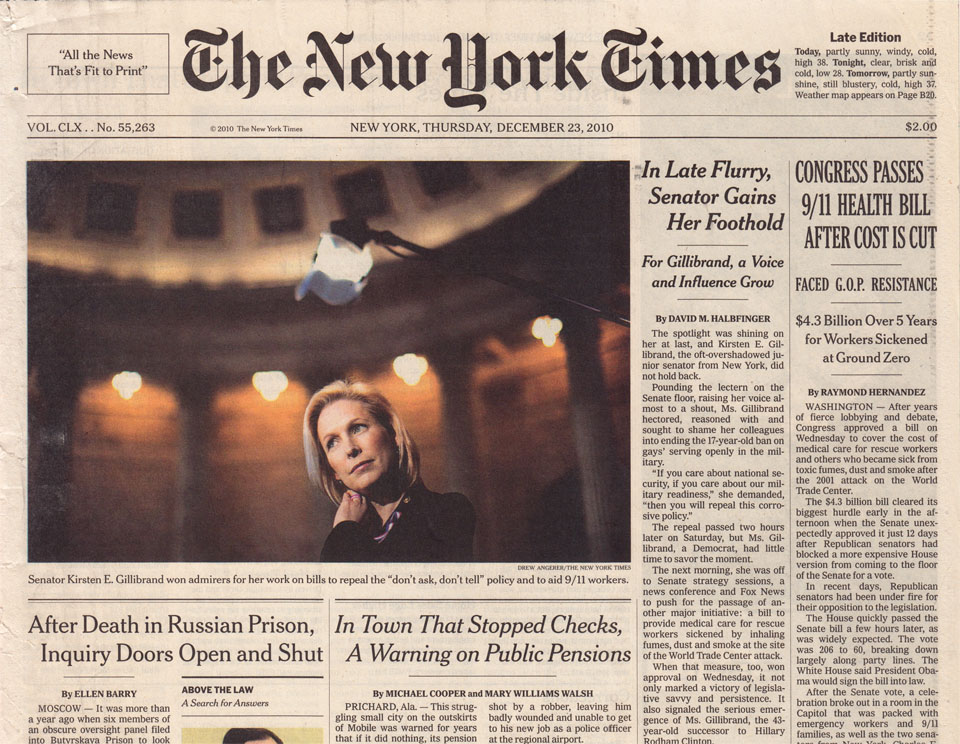 "All the News
That's Fit to Print"
The New York Times
Late Edition
Today, partly sunny, windy, cold,
high 38. Tonight, clear, brisk and
cold, low 28. Tomorrow, partly sun-
shine, still blustery, cold, high 37.
Weather map appears on Page B20.
VOL. CLX . . No. 55,263
© 2010 The New York Times
NEW YORK, THURSDAY, DECEMBER 23, 2010
$2.00
DREW ANGERER/THE NEW YORK TIMES
Senator Kirsten E. Gillibrand won admirers for her work on bills to repeal the "don't ask, don't tell" policy and to aid 9/11 workers.
In Late Flurry,
Senator Gains
Her Foothold
For Gillibrand, a Voice
and Influence Grow
By DAVID M. HALBFINGER
The spotlight was shining on
her at last, and Kirsten E. Gil-
librand, the oft-overshadowed ju-
nior senator from New York, did
not hold back.
Pounding the lectern on the
Senate floor, raising her voice al-
most to a shout, Ms. Gillibrand
hectored, reasoned with and
sought to shame her colleagues
into ending the 17-year-old ban on
gays' serving openly in the mil-
itary.
"If you care about national se-
curity, if you care about our mil-
itary readiness," she demanded,
"then you will repeal this corro-
sive policy."
The repeal passed two hours
later on Saturday, but Ms. Gil-
librand, a Democrat, had little
time to savor the moment.
The next morning, she was off
to Senate strategy sessions, a
news conference and Fox News
to push for the passage of an-
other major initiative: a bill to
provide medical care for rescue
workers sickened by inhaling
fumes, dust and smoke at the site
of the World Trade Center attack.
When that measure, too, won
approval on Wednesday, it not
only marked a victory of legisla-
tive savvy and persistence. It
also signaled the serious emer-
gence of Ms. Gillibrand, the 43-
year-old successor to Hillary
Rodham Clinton.
CONGRESS PASSES
9/11 HEALTH BILL
AFTER COST IS CUT
FACED G.O.P. RESISTANCE
$4.3 Billion Over 5 Years
for Workers Sickened
at Ground Zero
By RAYMOND HERNANDEZ
WASHINGTON — After years
of fierce lobbying and debate,
Congress approved a bill on
Wednesday to cover the cost of
medical care for rescue workers
and others who became sick from
toxic fumes, dust and smoke after
the 2001 attack on the World
Trade Center.
The $4.3 billion bill cleared its
biggest hurdle early in the af-
ternoon when the Senate unex-
pectedly approved it just 12 days
after Republican senators had
blocked a more expensive House
version from coming to the floor
of the Senate for a vote.
In recent days, Republican
senators had been under fire for
their opposition to the legislation.
The House quickly passed the
Senate bill a few hours later, as
was widely expected. The vote
was 206 to 60, breaking down
largely along party lines. The
White House said President Oba-
ma would sign the bill into law.
After the Senate vote, a cele-
bration broke out in a room in the
Capitol that was packed with
emergency workers and 9/11
families, as well as the two sena-
After Death in Russian Prison,
Inquiry Doors Open and Shut
By ELLEN BARRY
MOSCOW — It was more than
a year ago when six members of
an obscure oversight panel filed
into Butyrskaya Prison to look
ABOVE THE LAW
A Search for Answers
In Town That Stopped Checks,
A Warning on Public Pensions
By MICHAEL COOPER and MARY WILLIAMS WALSH
PRICHARD, Ala. — This strug-
gling small city on the outskirts
of Mobile was warned for years
that if it did nothing, its pension
shot by a robber, leaving him
badly wounded and unable to get
to his new job as a police officer
at the regional airport.